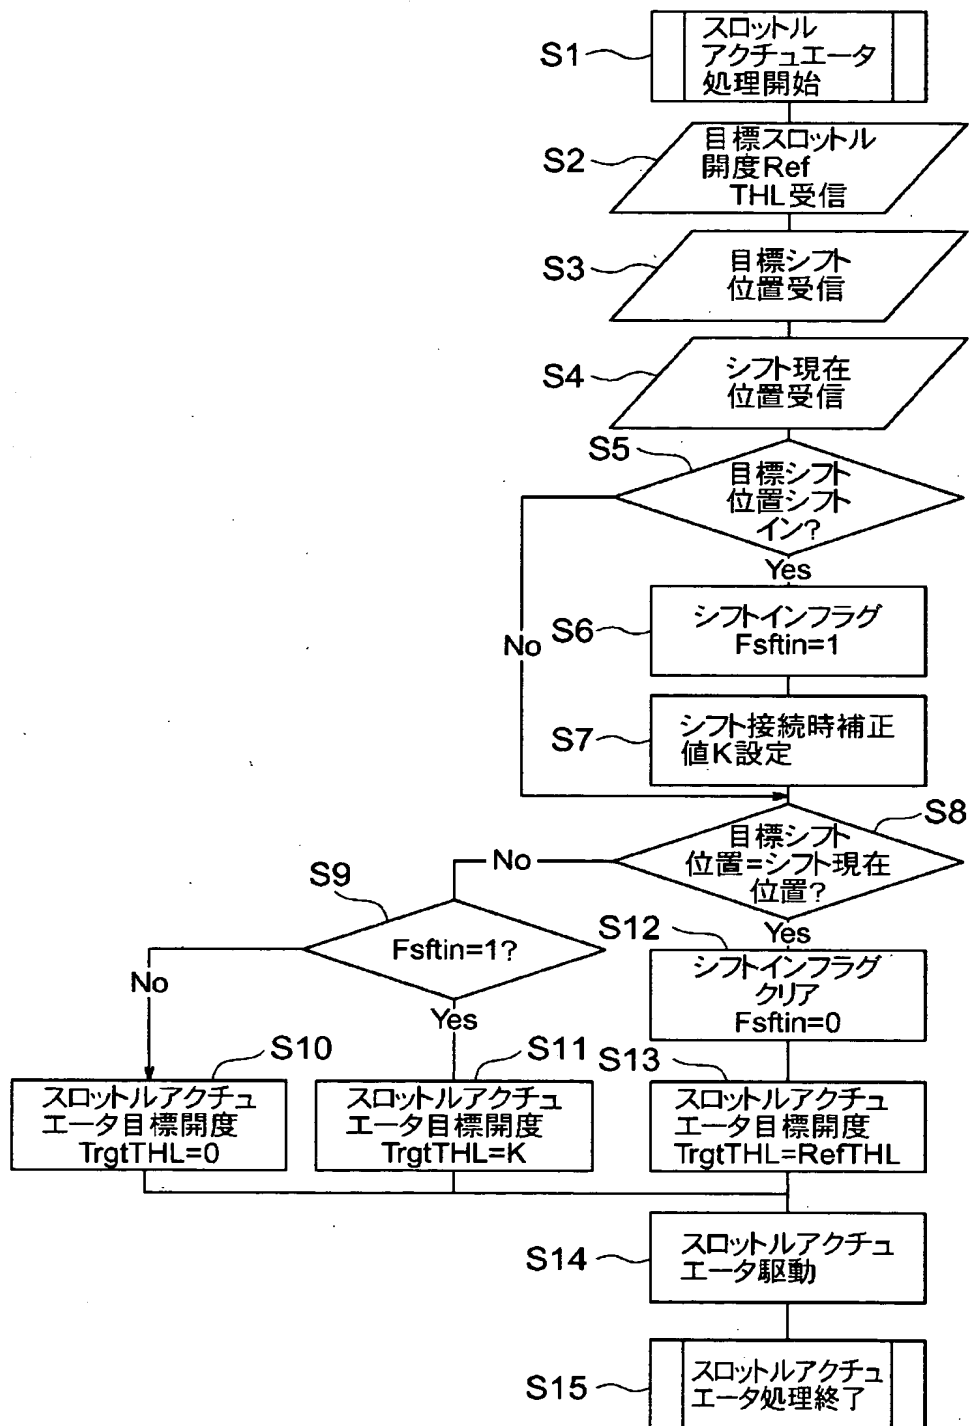 S1
スロットル
アクチュエータ
処理開始
S2
目標スロットル
開度Ref
THL受信
S3
目標シフト
位置受信
S4
シフト現在
位置受信
S5
目標シフト
位置シフト
イン?
Yes
No
S6
シフトインフラグ
Fsftin=1
S7
シフト接続時補正
値K設定
S8
目標シフト
位置=シフト現在
位置?
No
Yes
S9
Fsftin=1?
No
Yes
S12
シフトインフラグ
クリア
Fsftin=0
S10
スロットルアクチュ
エータ目標開度
TrgtTHL=0
S11
スロットルアクチュ
エータ目標開度
TrgtTHL=K
S13
スロットルアクチュ
エータ目標開度
TrgtTHL=RefTHL
S14
スロットルアクチュ
エータ駆動
S15
スロットルアクチュ
エータ処理終了